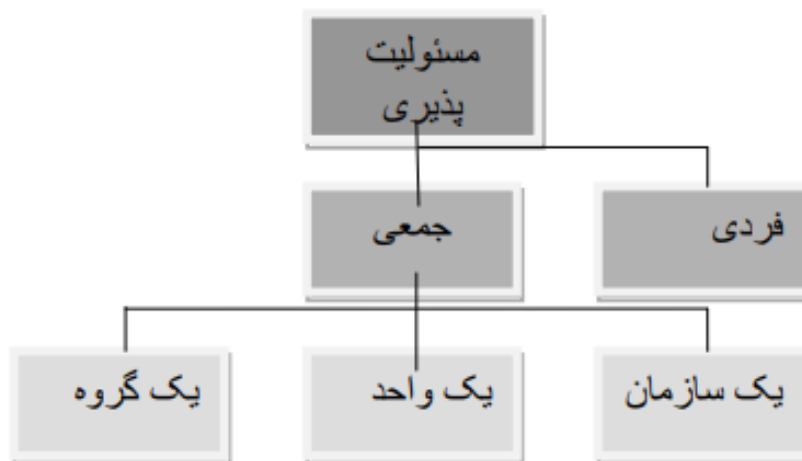 مسئولیت
پذیری
فردی
جمعی
یک سازمان
یک واحد
یک گروه